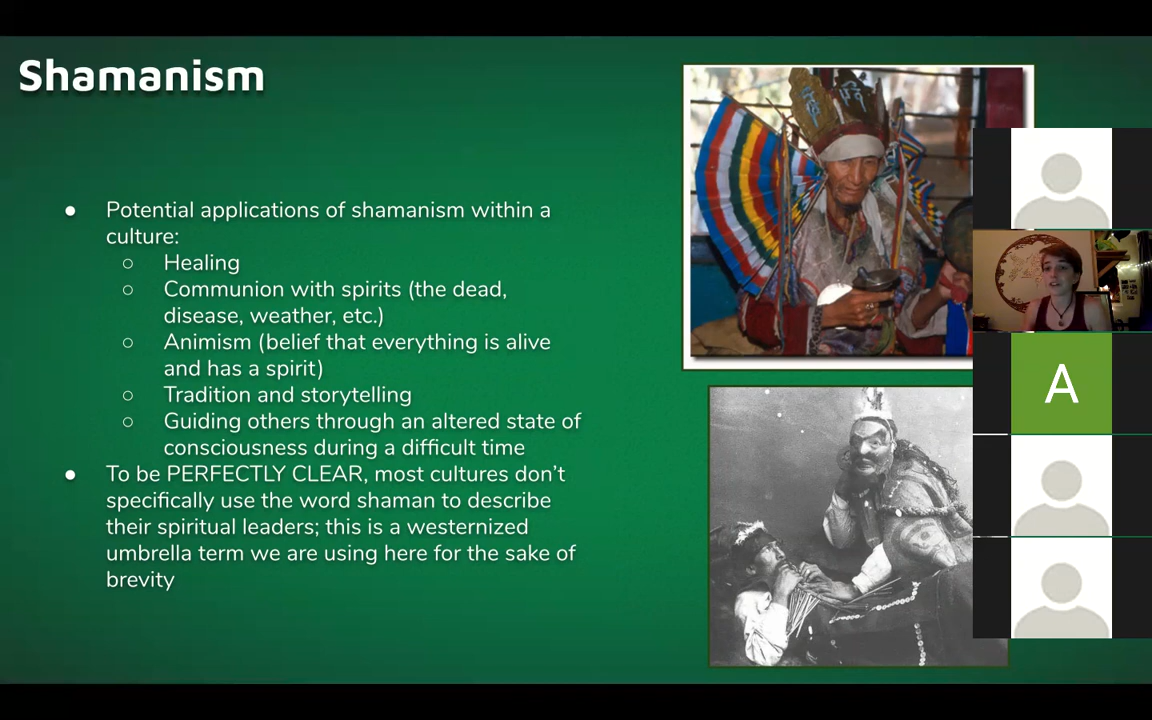 Shamanism
● Potential applications of shamanism within a
culture:
○ Healing
○ Communion with spirits (the dead,
disease, weather, etc.)
○ Animism (belief that everything is alive
and has a spirit)
○ Tradition and storytelling
○ Guiding others through an altered state of
consciousness during a difficult time
● To be PERFECTLY CLEAR, most cultures don’t
specifically use the word shaman to describe
their spiritual leaders; this is a westernized
umbrella term we are using here for the sake of
brevity
A